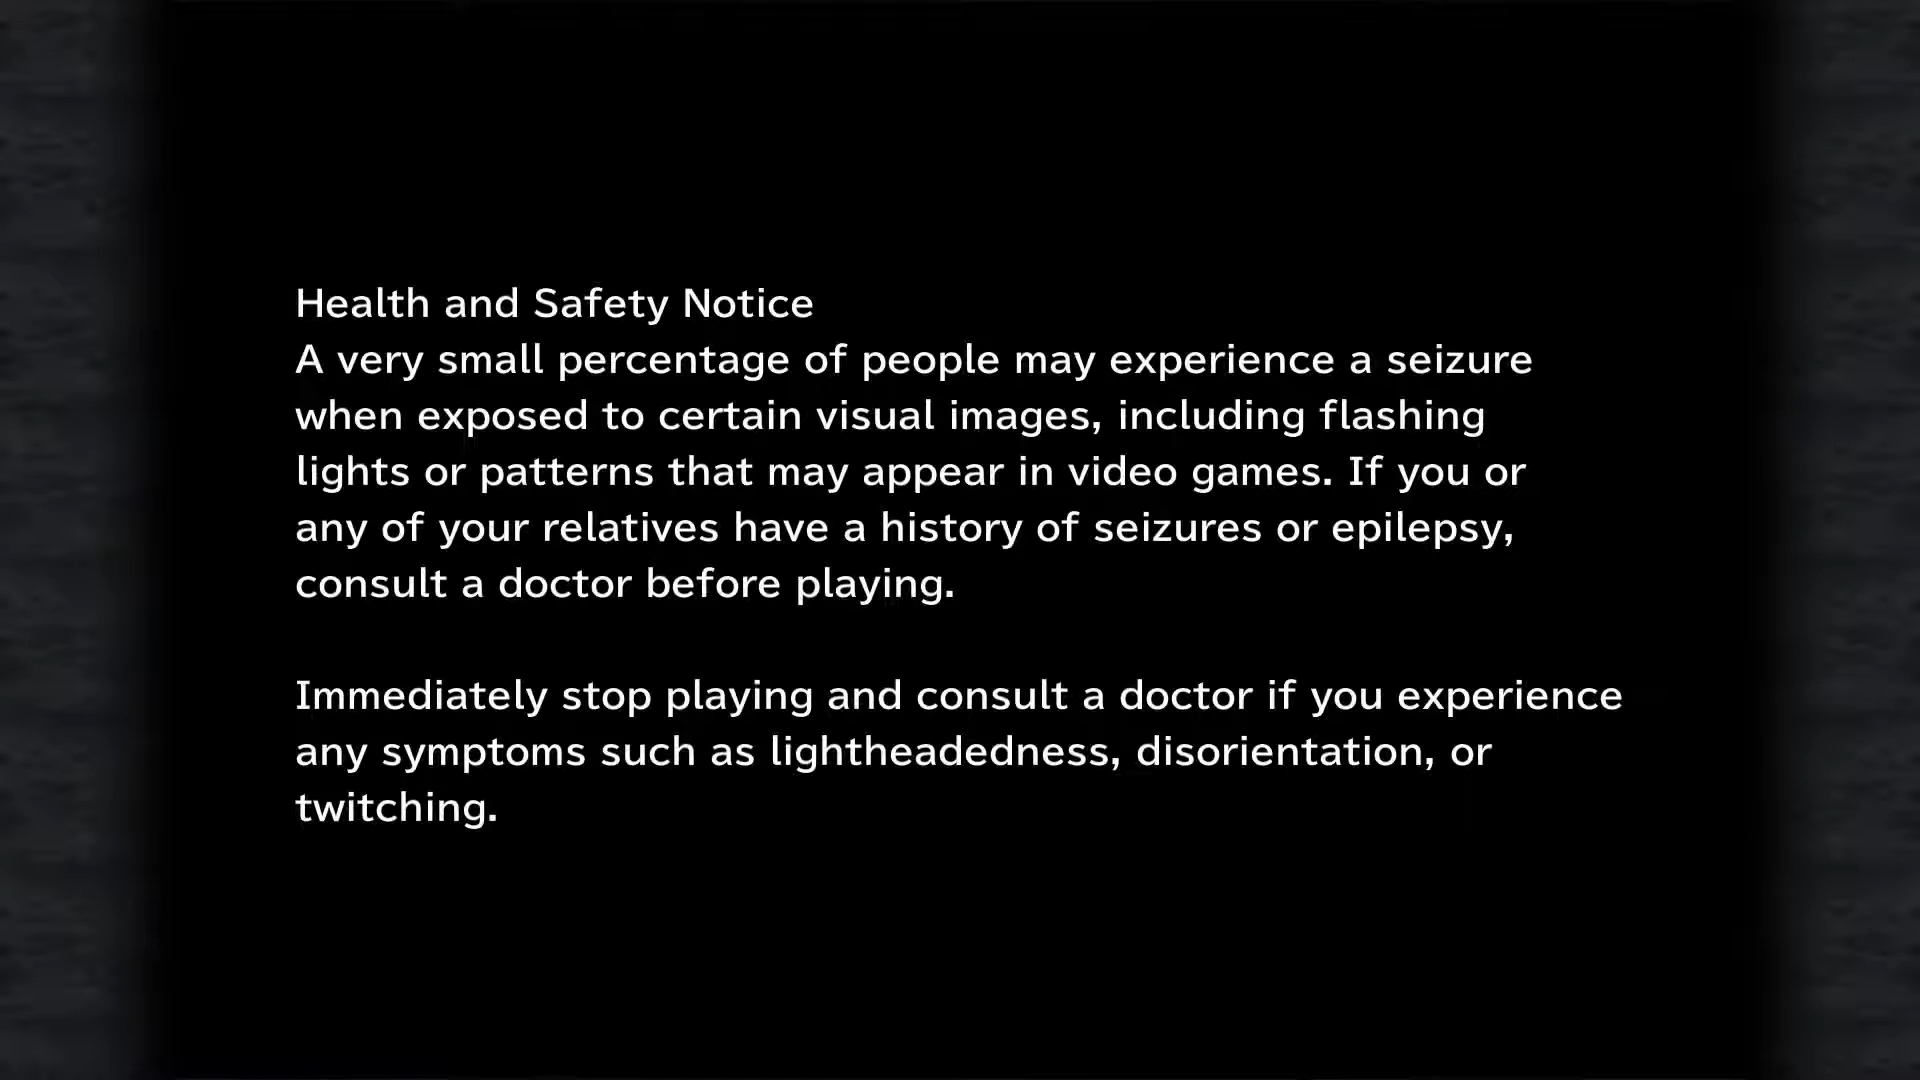 Health and Safety Notice
A very small percentage of people may experience a seizure
when exposed to certain visual images, including flashing
lights or patterns that may appear in video games. If you or
any of your relatives have a history of seizures or epilepsy,
consult a doctor before playing.
Immediately stop playing and consult a doctor if you experience
any symptoms such as lightheadedness, disorientation, or
twitching.